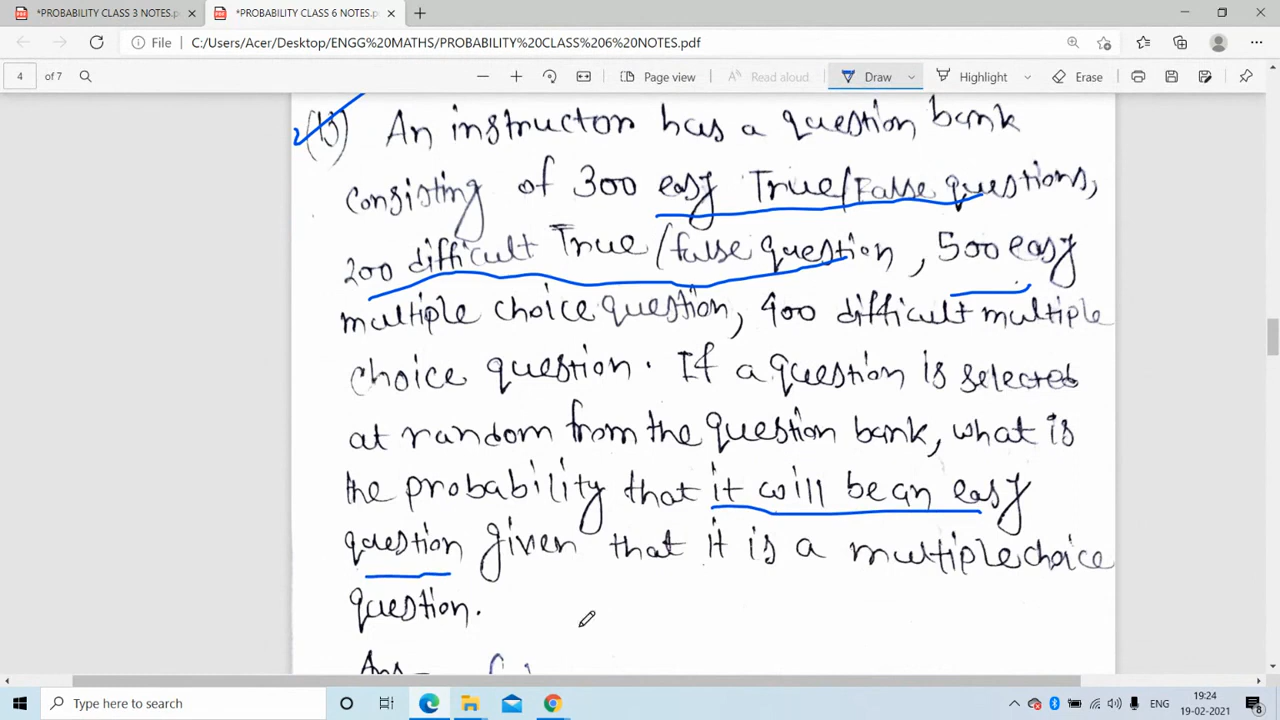 *PROBABILITY CLASS 3 NOTES.p
*PROBABILITY CLASS 6 NOTES.p
File
C:/Users/Acer/Desktop/ENGG%20MATHS/PROBABILITY%20CLASS%206%20NOTES.pdf
4 of 7
Page view
Read aloud
Draw
Highlight
Erase
An instructor has a question bank
consisting of 300 easy True/False questions,
200 difficult True/false question, 500 easy
multiple choice question, 400 difficult multiple
choice question. If a question is selected
at random from the question bank, what is
the probability that it will be an easy
question given that it is a multiple choice
question.
Ans
Type here to search
ENG
19:24
19-02-2021
8